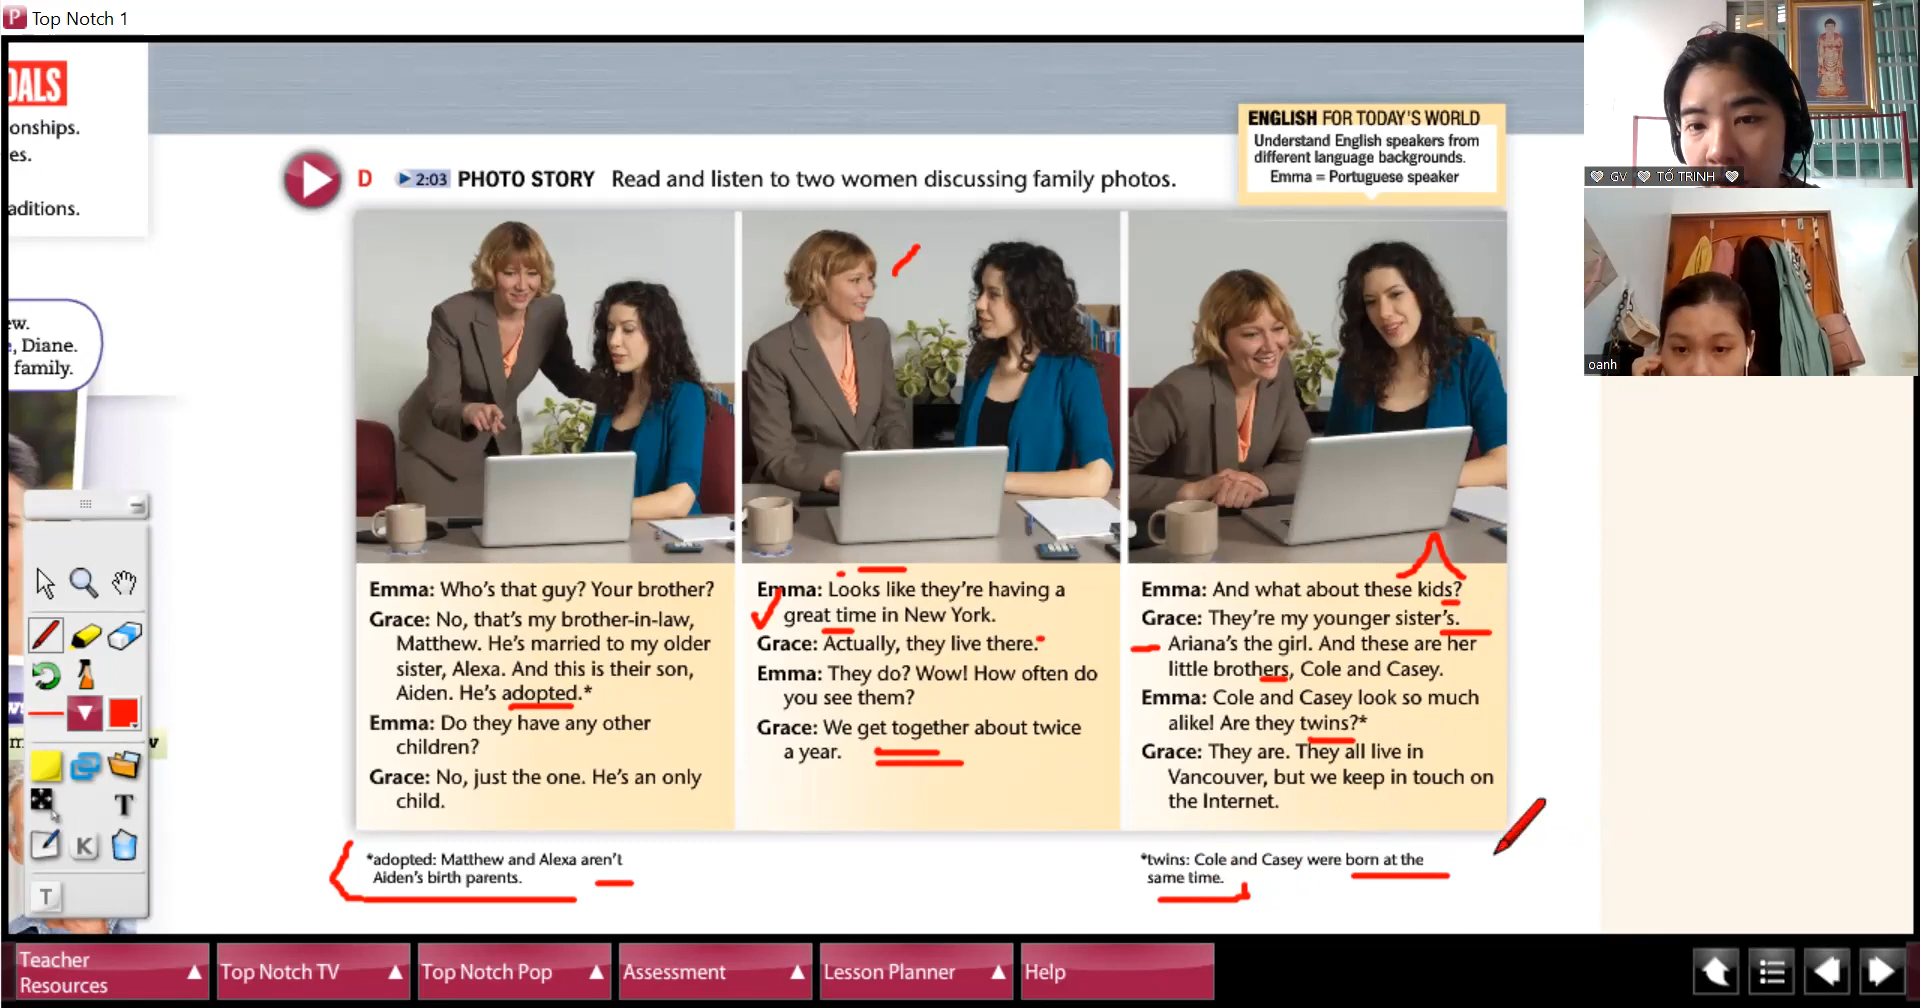 Top Notch 1
OALS
onships.
es.
aditions.
ew.
, Diane.
family.
ENGLISH FOR TODAY'S WORLD
Understand English speakers from
different language backgrounds.
Emma = Portuguese speaker
D 2:03 PHOTO STORY Read and listen to two women discussing family photos.
Emma: Who's that guy? Your brother?
Grace: No, that's my brother-in-law,
Matthew. He's married to my older
sister, Alexa. And this is their son,
Aiden. He's adopted.*
Emma: Do they have any other
children?
Grace: No, just the one. He's an only
child.
Emma: Looks like they're having a
great time in New York.
Grace: Actually, they live there.
Emma: They do? Wow! How often do
you see them?
Grace: We get together about twice
a year.
Emma: And what about these kids?
Grace: They're my younger sister's.
Ariana's the girl. And these are her
little brothers, Cole and Casey.
Emma: Cole and Casey look so much
alike! Are they twins?*
Grace: They are. They all live in
Vancouver, but we keep in touch on
the Internet.
*adopted: Matthew and Alexa aren't
Aiden's birth parents.
*twins: Cole and Casey were born at the
same time.
GV TÓ TRINH
oanh
T
K
T
Teacher
Resources
Top Notch TV
Top Notch Pop
Assessment
Lesson Planner
Help